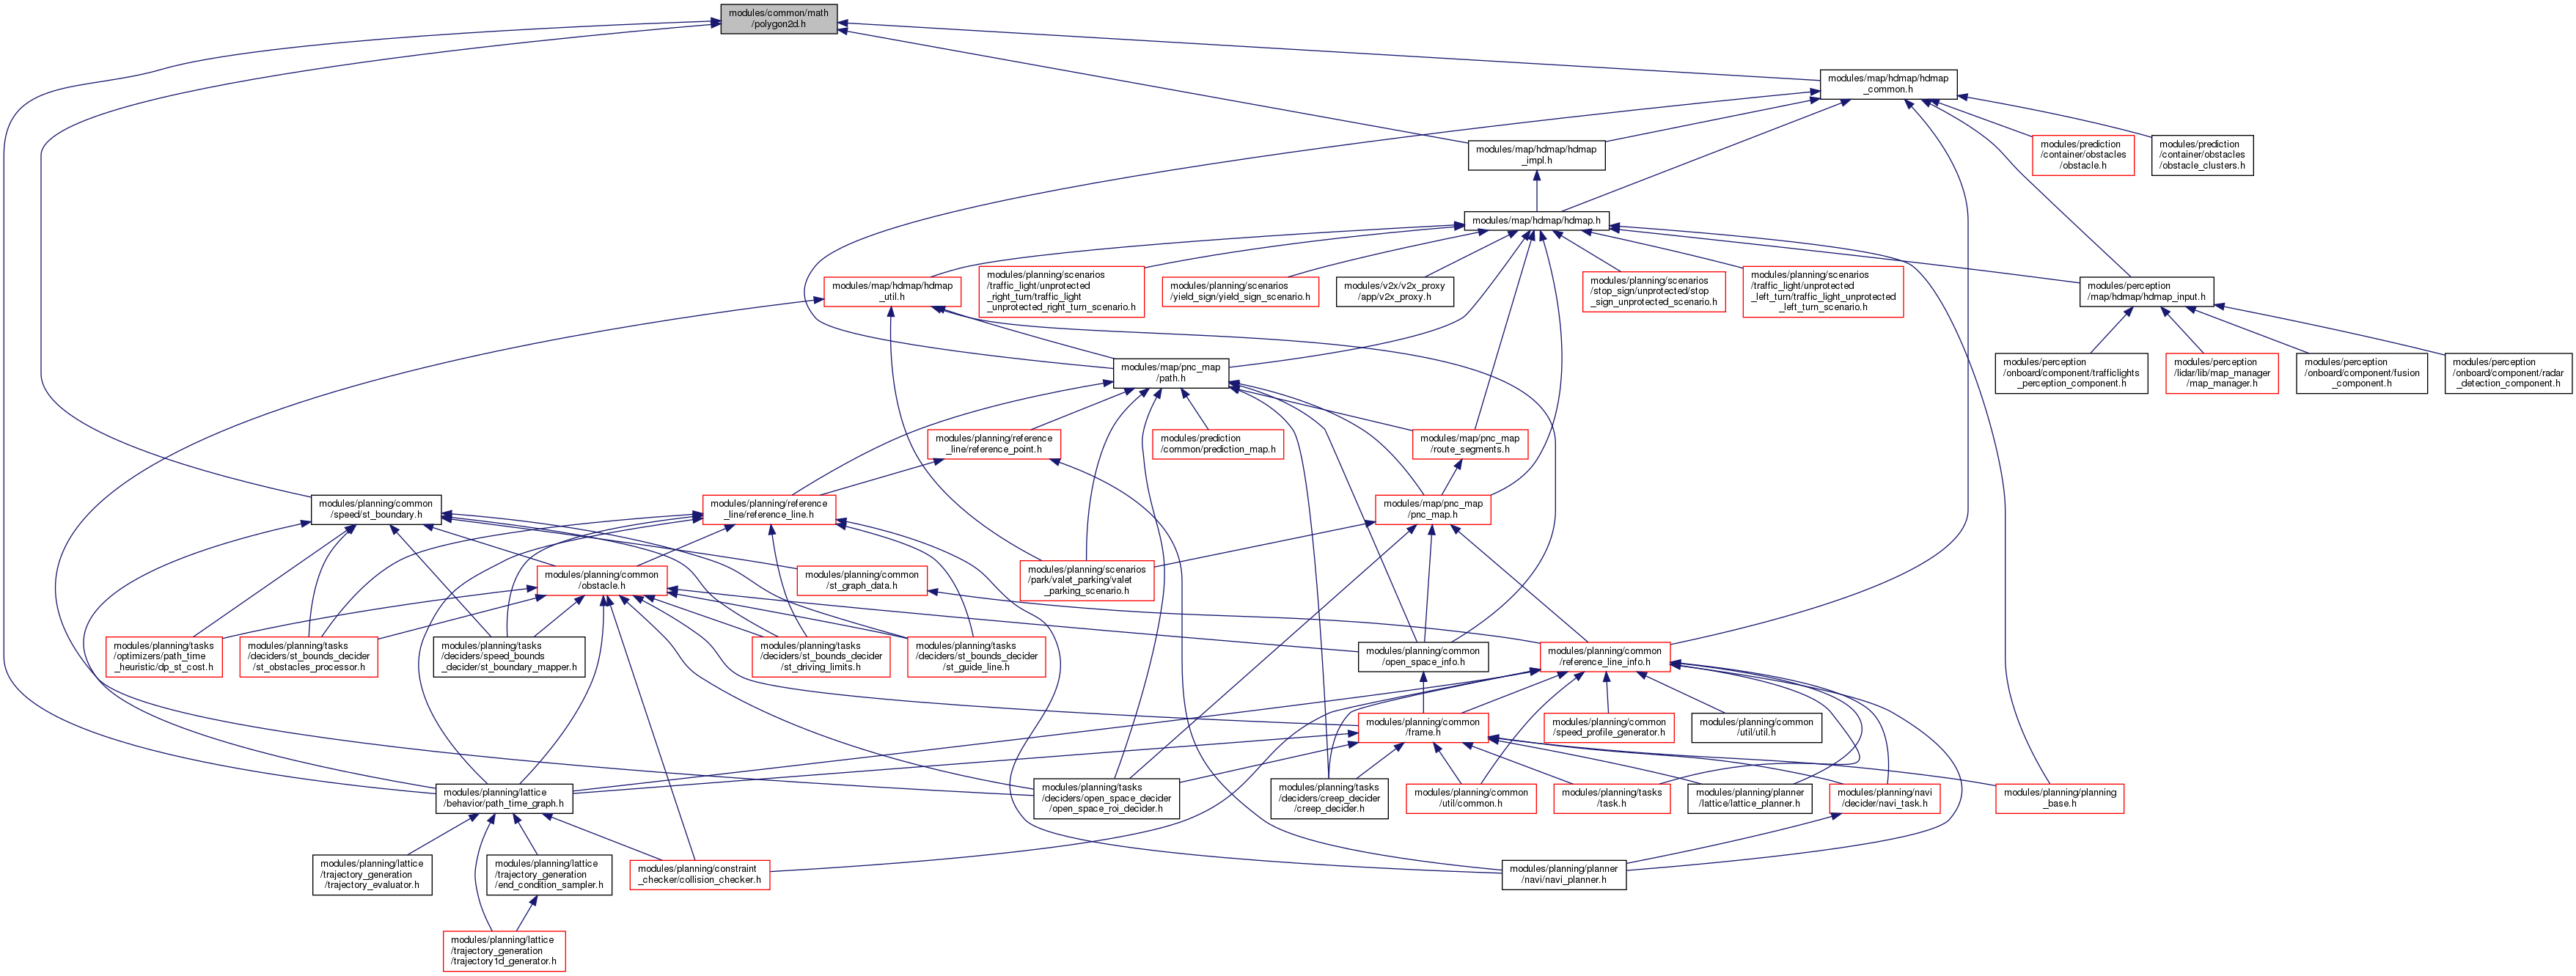 modules/common/math
/polygon2d.h
modules/map/hdmap/hdmap
_common.h
modules/map/hdmap/hdmap
_impl.h
modules/prediction
/container/obstacles
/obstacle.h
modules/prediction
/container/obstacles
/obstacle_clusters.h
modules/map/hdmap/hdmap.h
modules/map/hdmap/hdmap
_util.h
modules/planning/scenarios
/traffic_light/unprotected
_right_turn/traffic_light
_unprotected_right_turn_scenario.h
modules/planning/scenarios
/yield_sign/yield_sign_scenario.h
modules/v2x/v2x_proxy
/app/v2x_proxy.h
modules/planning/scenarios
/stop_sign/unprotected/stop
_sign_unprotected_scenario.h
modules/planning/scenarios
/traffic_light/unprotected
_left_turn/traffic_light_unprotected
_left_turn_scenario.h
modules/perception
/map/hdmap/hdmap_input.h
modules/map/pnc_map
/path.h
modules/perception
/onboard/component/trafficlights
_perception_component.h
modules/perception
/lidar/lib/map_manager
/map_manager.h
modules/perception
/onboard/component/fusion
_component.h
modules/perception
/onboard/component/radar
_detection_component.h
modules/planning/reference
_line/reference_point.h
modules/prediction
/common/prediction_map.h
modules/map/pnc_map
/route_segments.h
modules/planning/common
/speed/st_boundary.h
modules/planning/reference
_line/reference_line.h
modules/map/pnc_map
/pnc_map.h
modules/planning/common
/obstacle.h
modules/planning/common
/st_graph_data.h
modules/planning/scenarios
/park/valet_parking/valet
_parking_scenario.h
modules/planning/tasks
/optimizers/path_time
_heuristic/dp_st_cost.h
modules/planning/tasks
/deciders/st_bounds_decider
/st_obstacles_processor.h
modules/planning/tasks
/deciders/speed_bounds
_decider/st_boundary_mapper.h
modules/planning/tasks
/deciders/st_bounds_decider
/st_driving_limits.h
modules/planning/tasks
/deciders/st_bounds_decider
/st_guide_line.h
modules/planning/common
/open_space_info.h
modules/planning/common
/reference_line_info.h
modules/planning/common
/frame.h
modules/planning/common
/speed_profile_generator.h
modules/planning/common
/util/util.h
modules/planning/lattice
/behavior/path_time_graph.h
modules/planning/tasks
/deciders/open_space_decider
/open_space_roi_decider.h
modules/planning/tasks
/deciders/creep_decider
/creep_decider.h
modules/planning/common
/util/common.h
modules/planning/tasks
/task.h
modules/planning/planner
/lattice/lattice_planner.h
modules/planning/navi
/decider/navi_task.h
modules/planning/planning
_base.h
modules/planning/lattice
/trajectory_generation
/trajectory_evaluator.h
modules/planning/lattice
/trajectory_generation
/end_condition_sampler.h
modules/planning/constraint
_checker/collision_checker.h
modules/planning/planner
/navi/navi_planner.h
modules/planning/lattice
/trajectory_generation
/trajectory1d_generator.h